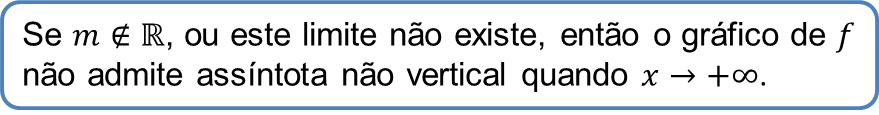 Se 𝑚 ∉ ℝ, ou este limite não existe, então o gráfico de 𝑓
não admite assíntota não vertical quando 𝑥 → +∞.